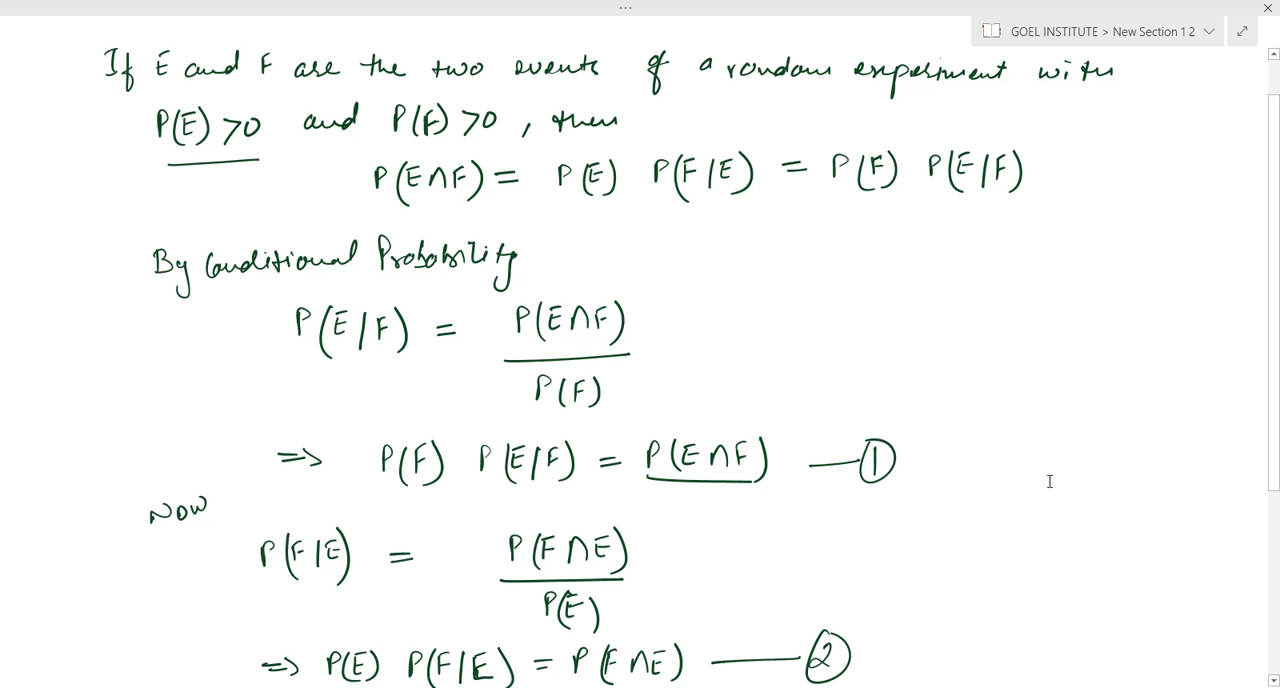 GOEL INSTITUTE > New Section 1 2
If E and F are the two events of a random experiment with
P(E) >0 and P(F) >0 , then
P(E∩F) = P(E) P(F/E) = P(F) P(E/F)
By Conditional Probability
P(E/F) = P(E∩F)
P(F)
=> P(F) P(E/F) = P(E∩F) — ①
Now
P(F/E) = P(F∩E)
P(E)
=> P(E) P(F/E) = P(F∩E) — ②